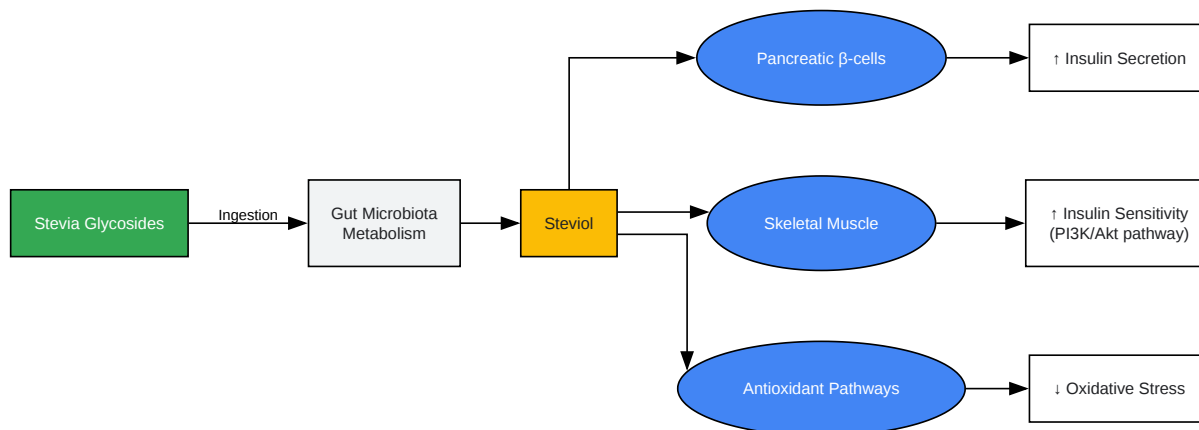 Pancreatic β-cells
↑ Insulin Secretion
Stevia Glycosides
Ingestion
Gut Microbiota
Metabolism
Steviol
Skeletal Muscle
↑ Insulin Sensitivity
(PI3K/Akt pathway)
Antioxidant Pathways
↓ Oxidative Stress